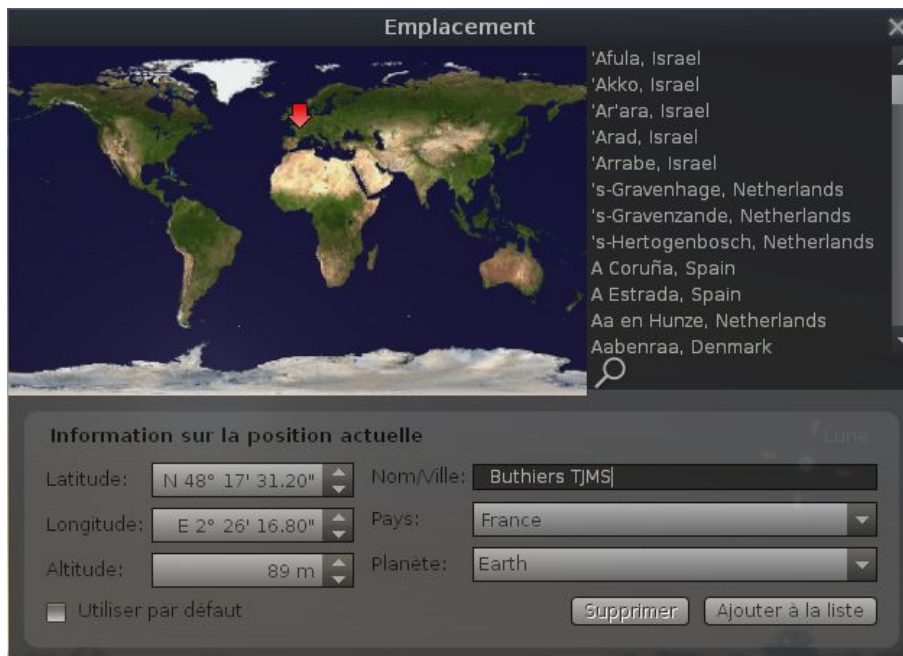 Emplacement
'Afula, Israel
'Akko, Israel
'Ar'ara, Israel
'Arad, Israel
'Arrabe, Israel
's-Gravenhage, Netherlands
's-Gravenzande, Netherlands
's-Hertogenbosch, Netherlands
A Coruña, Spain
A Estrada, Spain
Aa en Hunze, Netherlands
Aabenraa, Denmark
Information sur la position actuelle
Lune
Latitude: N 48° 17' 31.20" Nom/Ville: Buthiers TJMS
Longitude: E 2° 26' 16.80" Pays: France
Altitude: 89 m Planète: Earth
Utiliser par défaut Supprimer Ajouter à la liste